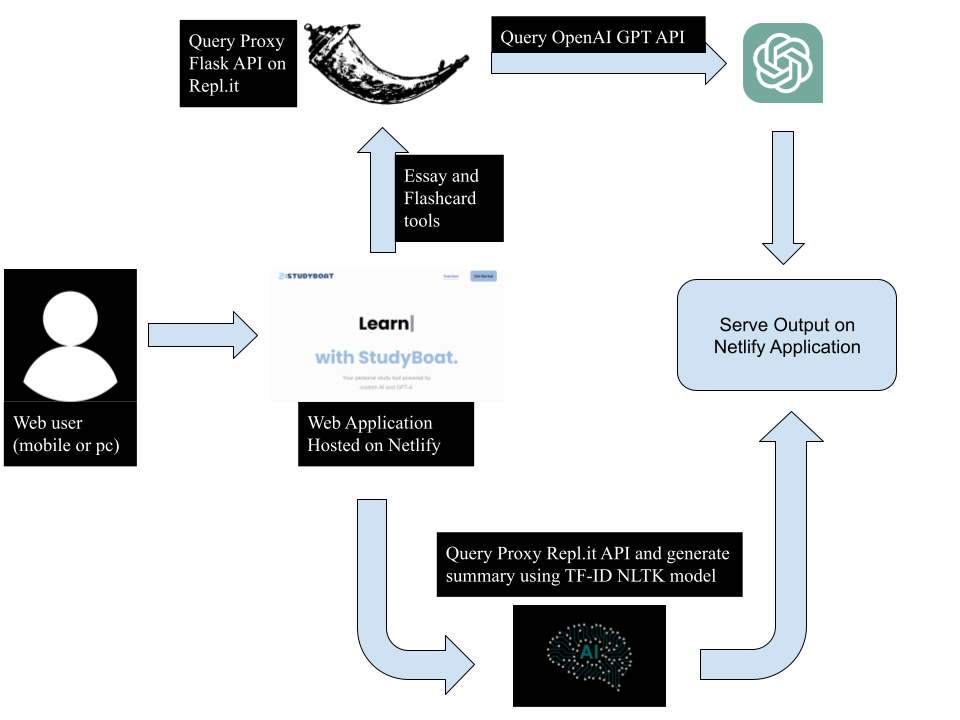 Query Proxy
Flask API on
Repl.it
Query OpenAI GPT API
Essay and
Flashcard
tools
STUDYBOAT
Overview
Get Started
Learn
with StudyBoat.
Your personal study tool powered by
custom AI and GPT-4.
Web user
(mobile or pc)
Web Application
Hosted on Netlify
Serve Output on
Netlify Application
Query Proxy Repl.it API and generate
summary using TF-ID NLTK model
AI